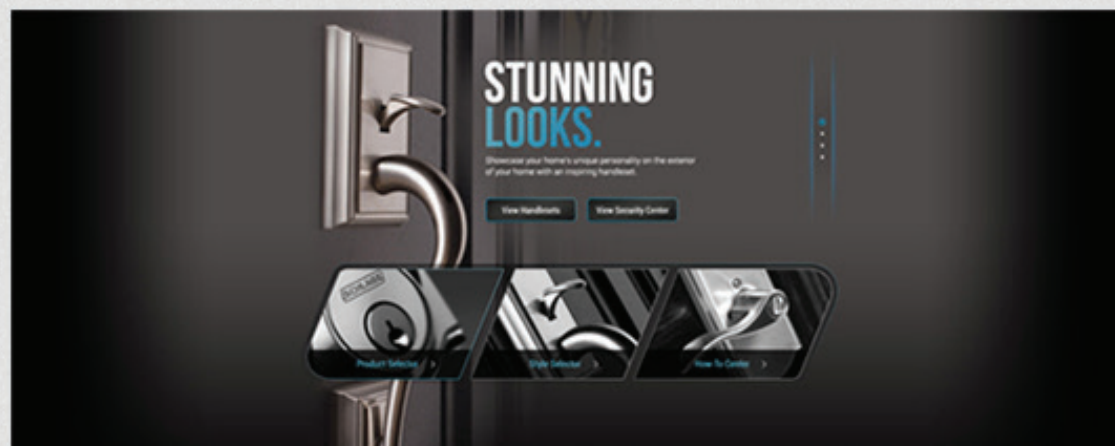 STUNNING
LOOKS.
Showcase your home's unique personality on the exterior
of your home with an inspiring handleset.
View Handlesets
View Security Center
SCHLAGE
Product Selector
Style Selector
How-To Center